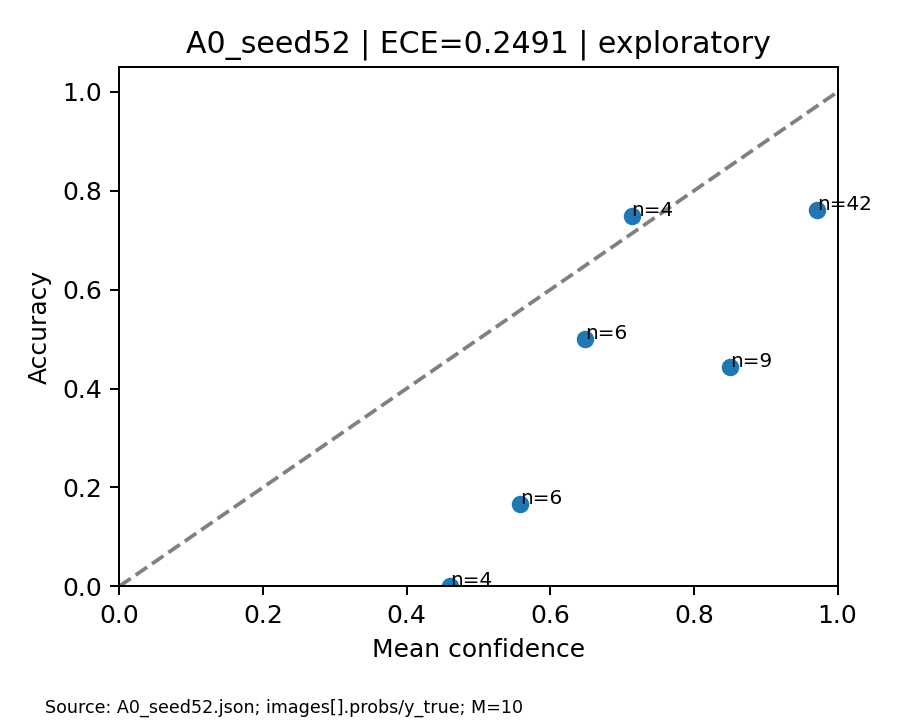 A0_seed52 | ECE=0.2491 | exploratory
1.0
0.8
0.6
0.4
0.2
0.0
Accuracy
n=4
n=42
n=6
n=9
n=6
n=4
0.0 0.2 0.4 0.6 0.8 1.0
Mean confidence
Source: A0_seed52.json; images[].probs/y_true; M=10